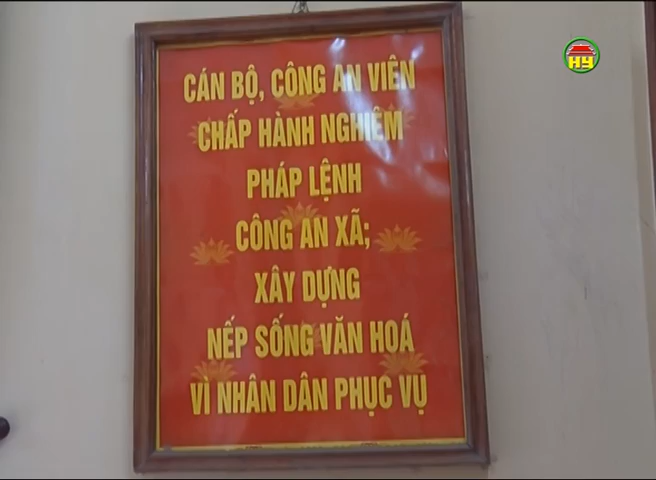 HY
CÁN BỘ, CÔNG AN VIÊN
CHẤP HÀNH NGHIÊM
PHÁP LỆNH
CÔNG AN XÃ;
XÂY DỰNG
NẾP SỐNG VĂN HOÁ
VÌ NHÂN DÂN PHỤC VỤ